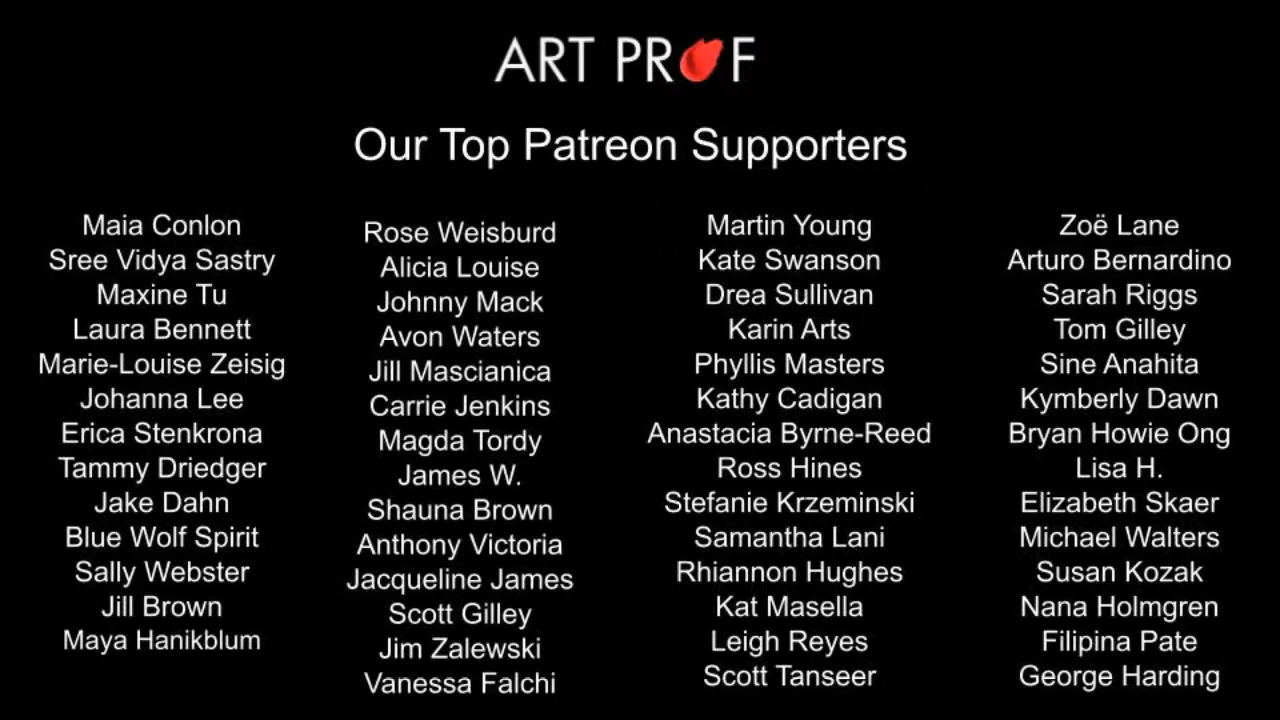 ART PROF
Our Top Patreon Supporters
Maia Conlon
Sree Vidya Sastry
Maxine Tu
Laura Bennett
Marie-Louise Zeisig
Johanna Lee
Erica Stenkrona
Tammy Driedger
Jake Dahn
Blue Wolf Spirit
Sally Webster
Jill Brown
Maya Hanikblum
Rose Weisburd
Alicia Louise
Johnny Mack
Avon Waters
Jill Mascianica
Carrie Jenkins
Magda Tordy
James W.
Shauna Brown
Anthony Victoria
Jacqueline James
Scott Gilley
Jim Zalewski
Vanessa Falchi
Martin Young
Kate Swanson
Drea Sullivan
Karin Arts
Phyllis Masters
Kathy Cadigan
Anastacia Byrne-Reed
Ross Hines
Stefanie Krzeminski
Samantha Lani
Rhiannon Hughes
Kat Masella
Leigh Reyes
Scott Tanseer
Zoë Lane
Arturo Bernardino
Sarah Riggs
Tom Gilley
Sine Anahita
Kymberly Dawn
Bryan Howie Ong
Lisa H.
Elizabeth Skaer
Michael Walters
Susan Kozak
Nana Holmgren
Filipina Pate
George Harding